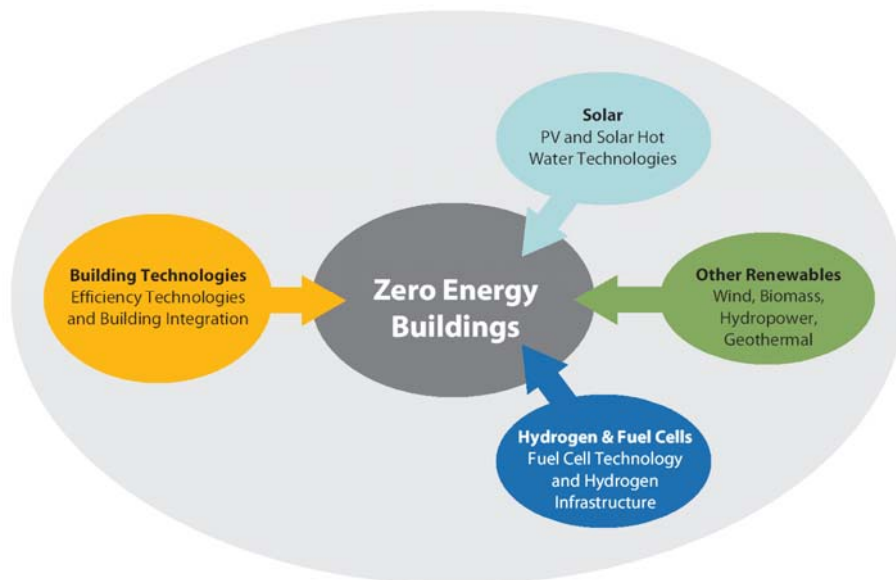 Solar
PV and Solar Hot
Water Technologies
Building Technologies
Efficiency Technologies
and Building Integration
Zero Energy
Buildings
Other Renewables
Wind, Biomass,
Hydropower,
Geothermal
Hydrogen & Fuel Cells
Fuel Cell Technology
and Hydrogen
Infrastructure